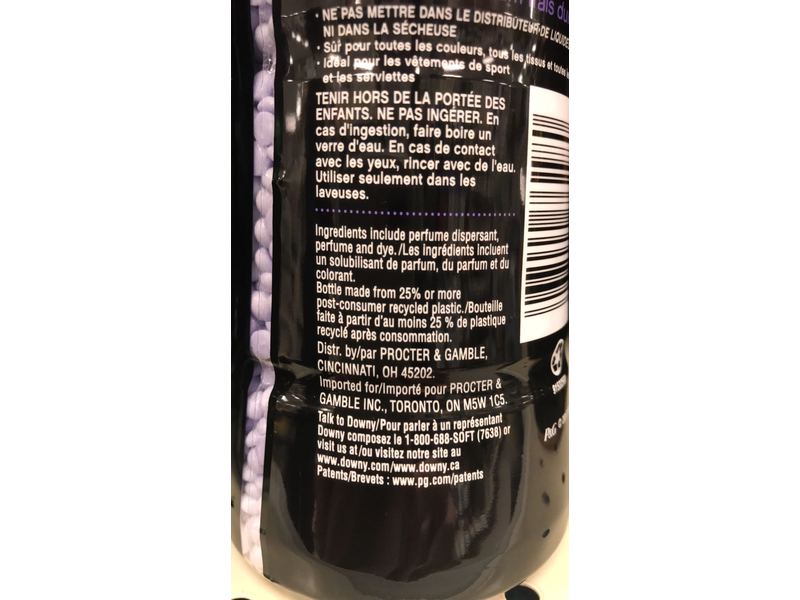 rais du
· NE PAS METTRE DANS LE DISTRIBUTEUR DE LIQUIDE
NI DANS LA SÉCHEUSE
· Sûr pour toutes les couleurs, tous les tissus et toutes
· Idéal pour les vêtements de sport
et les serviettes
TENIR HORS DE LA PORTÉE DES
ENFANTS. NE PAS INGÉRER. En
cas d'ingestion, faire boire un
verre d'eau. En cas de contact
avec les yeux, rincer avec de l'eau.
Utiliser seulement dans les
laveuses.
Ingredients include perfume dispersant,
perfume and dye./Les ingrédients incluent
un solubilisant de parfum, du parfum et du
colorant.
Bottle made from 25% or more
post-consumer recycled plastic./Bouteille
faite à partir d'au moins 25 % de plastique
recyclé après consommation.
Distr. by/par PROCTER & GAMBLE,
CINCINNATI, OH 45202.
Imported for/Importé pour PROCTER &
GAMBLE INC., TORONTO, ON M5W 1C5.
Talk to Downy/Pour parler à un représentant
Downy composez le 1-800-688-SOFT (7638) or
visit us at/ou visitez notre site au
www.downy.com/www.downy.ca
Patents/Brevets : www.pg.com/patents
P&G ©